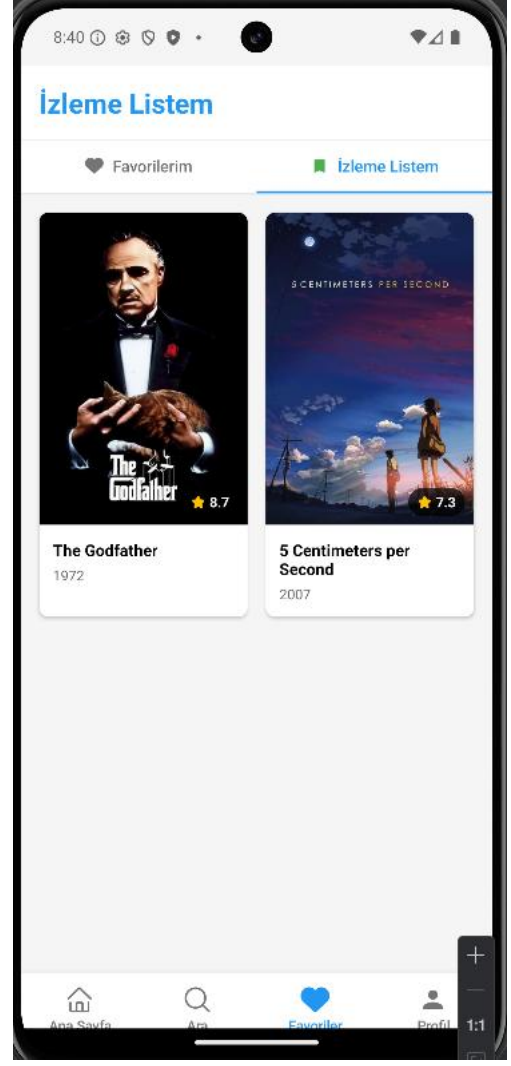 8:40
İzleme Listem
Favorilerim
İzleme Listem
The
Godfather
8.7
5 CENTIMETERS PER SECOND
7.3
The Godfather
1972
5 Centimeters per
Second
2007
Ana Sayfa
Ara
Favoriler
Profil
1:1